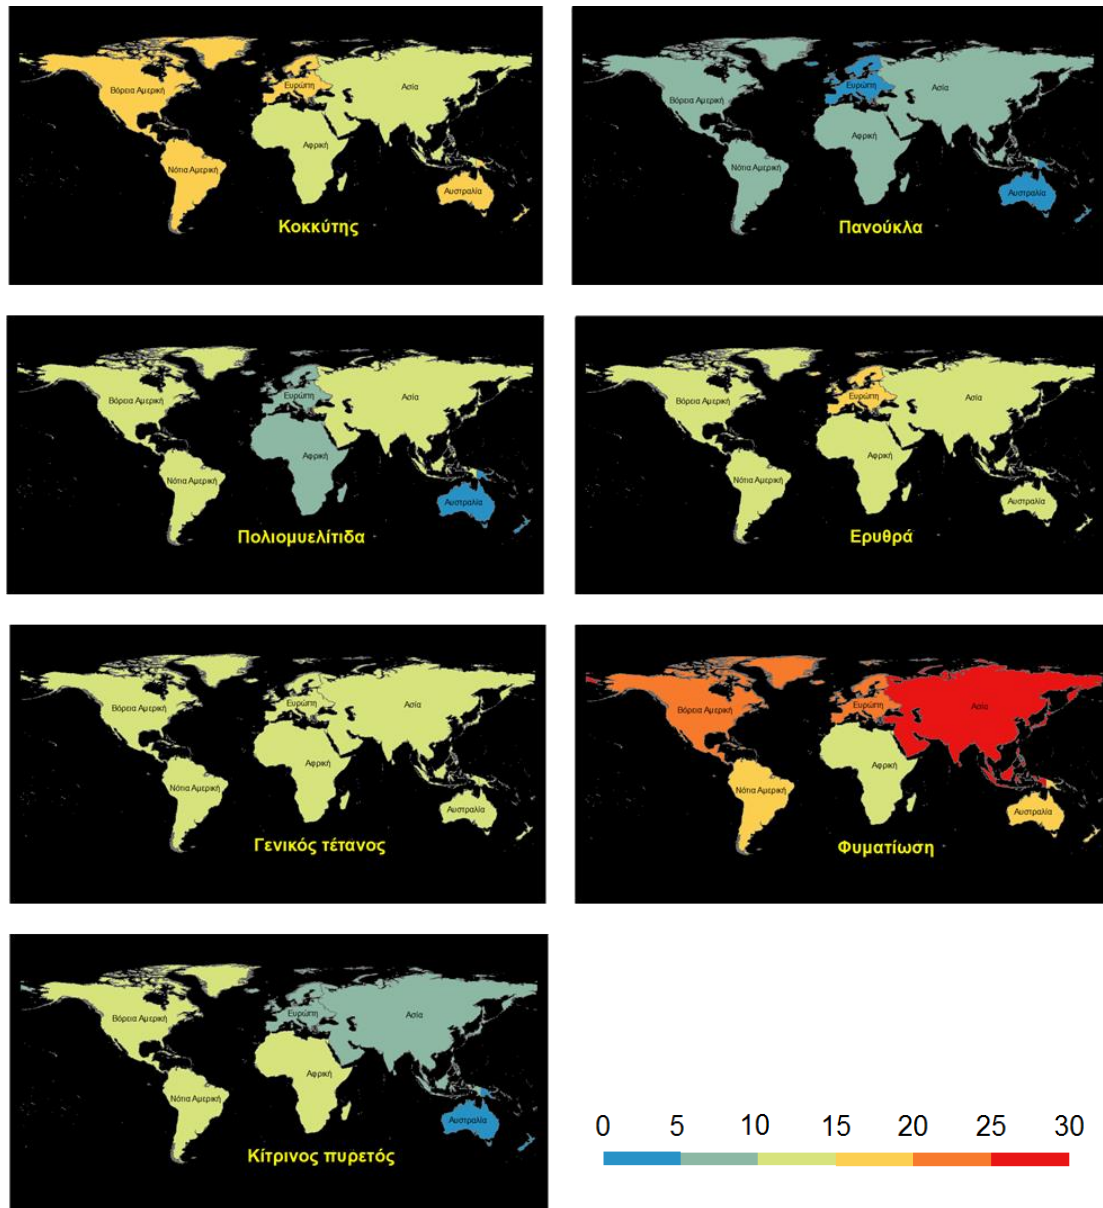 Βόρεια Αμερική
Ευρώπη
Ασία
Αφρική
Νότια Αμερική
Αυστραλία
Κοκκύτης
Βόρεια Αμερική
Ευρώπη
Ασία
Αφρική
Νότια Αμερική
Αυστραλία
Πανούκλα
Βόρεια Αμερική
Ευρώπη
Ασία
Αφρική
Νότια Αμερική
Αυστραλία
Πολιομυελίτιδα
Βόρεια Αμερική
Ευρώπη
Ασία
Αφρική
Νότια Αμερική
Αυστραλία
Ερυθρά
Βόρεια Αμερική
Ευρώπη
Ασία
Αφρική
Νότια Αμερική
Αυστραλία
Γενικός τέτανος
Βόρεια Αμερική
Ευρώπη
Ασία
Αφρική
Νότια Αμερική
Αυστραλία
Φυματίωση
Βόρεια Αμερική
Ευρώπη
Ασία
Αφρική
Νότια Αμερική
Αυστραλία
Κίτρινος πυρετός
0 5 10 15 20 25 30